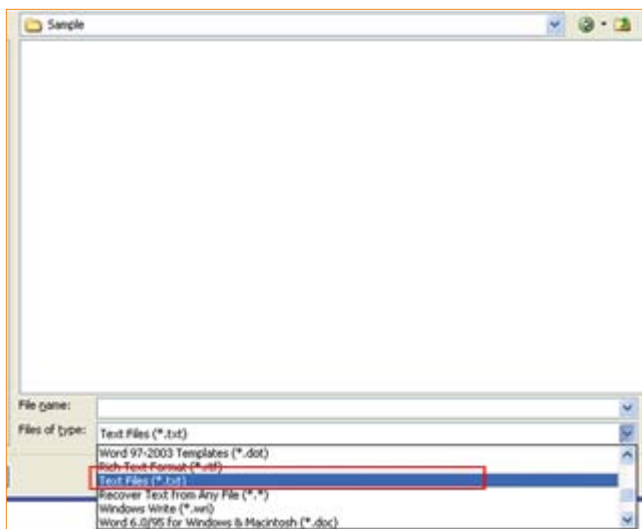 Sample
File name:
Files of type: Text Files (*.txt)
Word 97-2003 Templates (*.dot)
Rich Text Format (*.rtf)
Text Files (*.txt)
Recover Text from Any File (*.*)
Windows Write (*.wri)
Word 6.0/95 for Windows & Macintosh (*.doc)